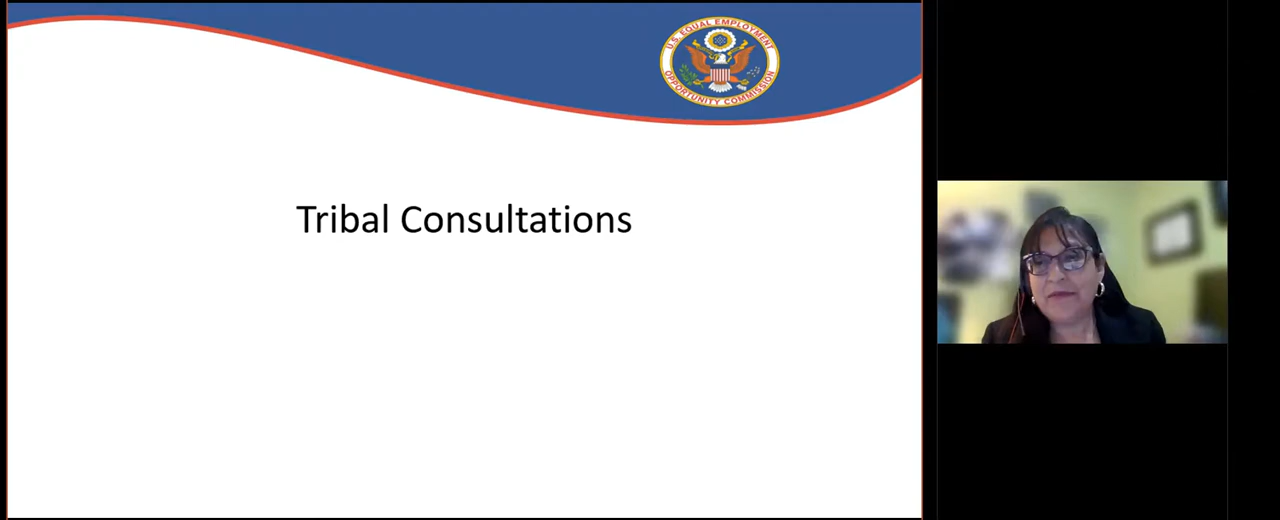 U.S. EQUAL EMPLOYMENT
OPPORTUNITY COMMISSION
Tribal Consultations